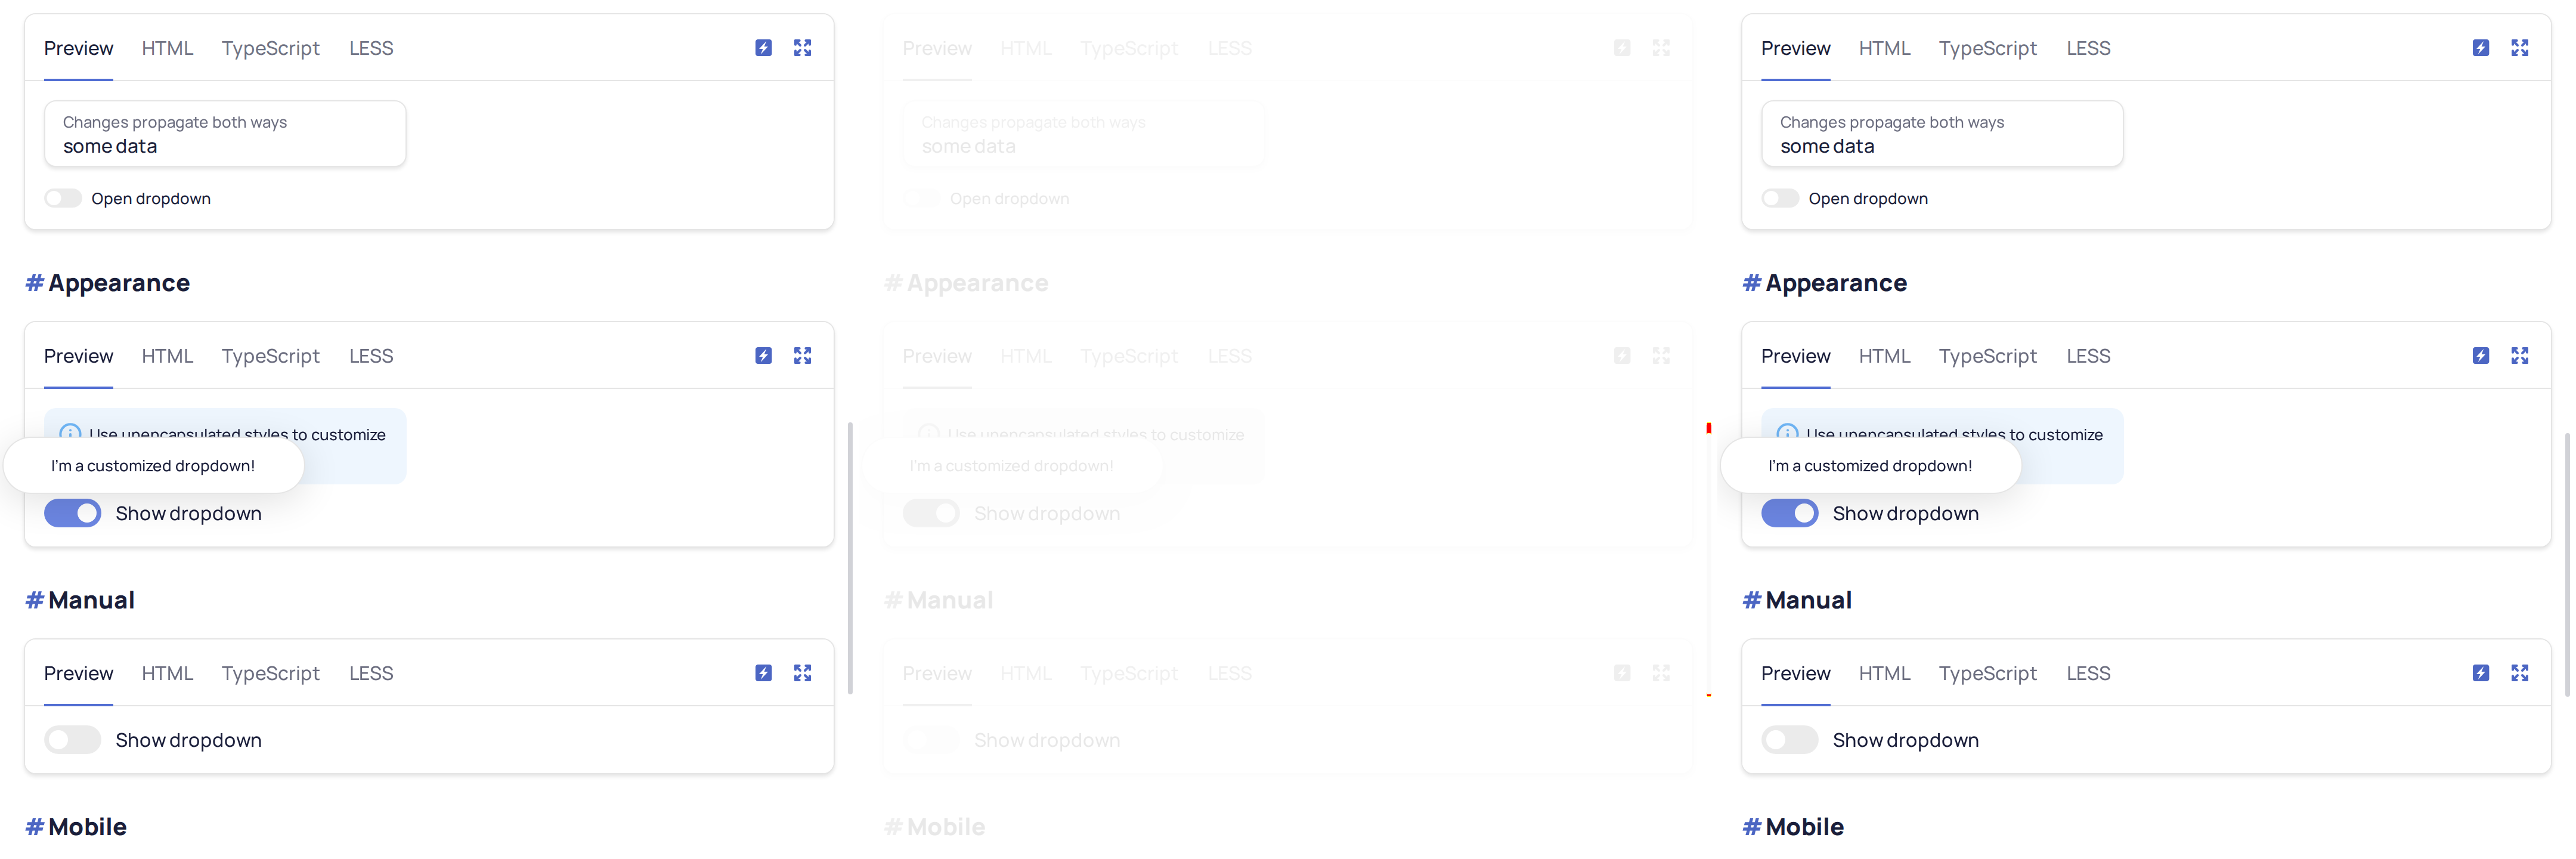 Preview HTML TypeScript LESS
Changes propagate both ways
some data
Open dropdown
# Appearance
Preview HTML TypeScript LESS
Use unencapsulated styles to customize
I'm a customized dropdown!
Show dropdown
# Manual
Preview HTML TypeScript LESS
Show dropdown
# Mobile
Preview HTML TypeScript LESS
Changes propagate both ways
some data
Open dropdown
# Appearance
Preview HTML TypeScript LESS
Use unencapsulated styles to customize
I'm a customized dropdown!
Show dropdown
# Manual
Preview HTML TypeScript LESS
Show dropdown
# Mobile
Preview HTML TypeScript LESS
Changes propagate both ways
some data
Open dropdown
# Appearance
Preview HTML TypeScript LESS
Use unencapsulated styles to customize
I'm a customized dropdown!
Show dropdown
# Manual
Preview HTML TypeScript LESS
Show dropdown
# Mobile